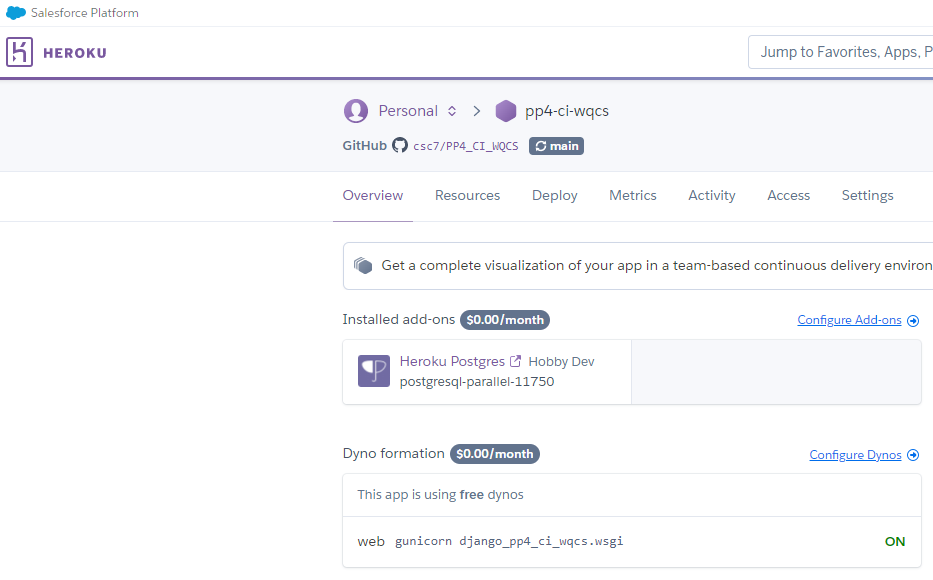 Salesforce Platform
HEROKU
Jump to Favorites, Apps, P
Personal > pp4-ci-wqcs
GitHub csc7/PP4_CI_WQCS main
Overview Resources Deploy Metrics Activity Access Settings
Get a complete visualization of your app in a team-based continuous delivery environ
Installed add-ons $0.00/month Configure Add-ons
Heroku Postgres Hobby Dev
postgresql-parallel-11750
Dyno formation $0.00/month Configure Dynos
This app is using free dynos
web gunicorn django_pp4_ci_wqcs.wsgi ON